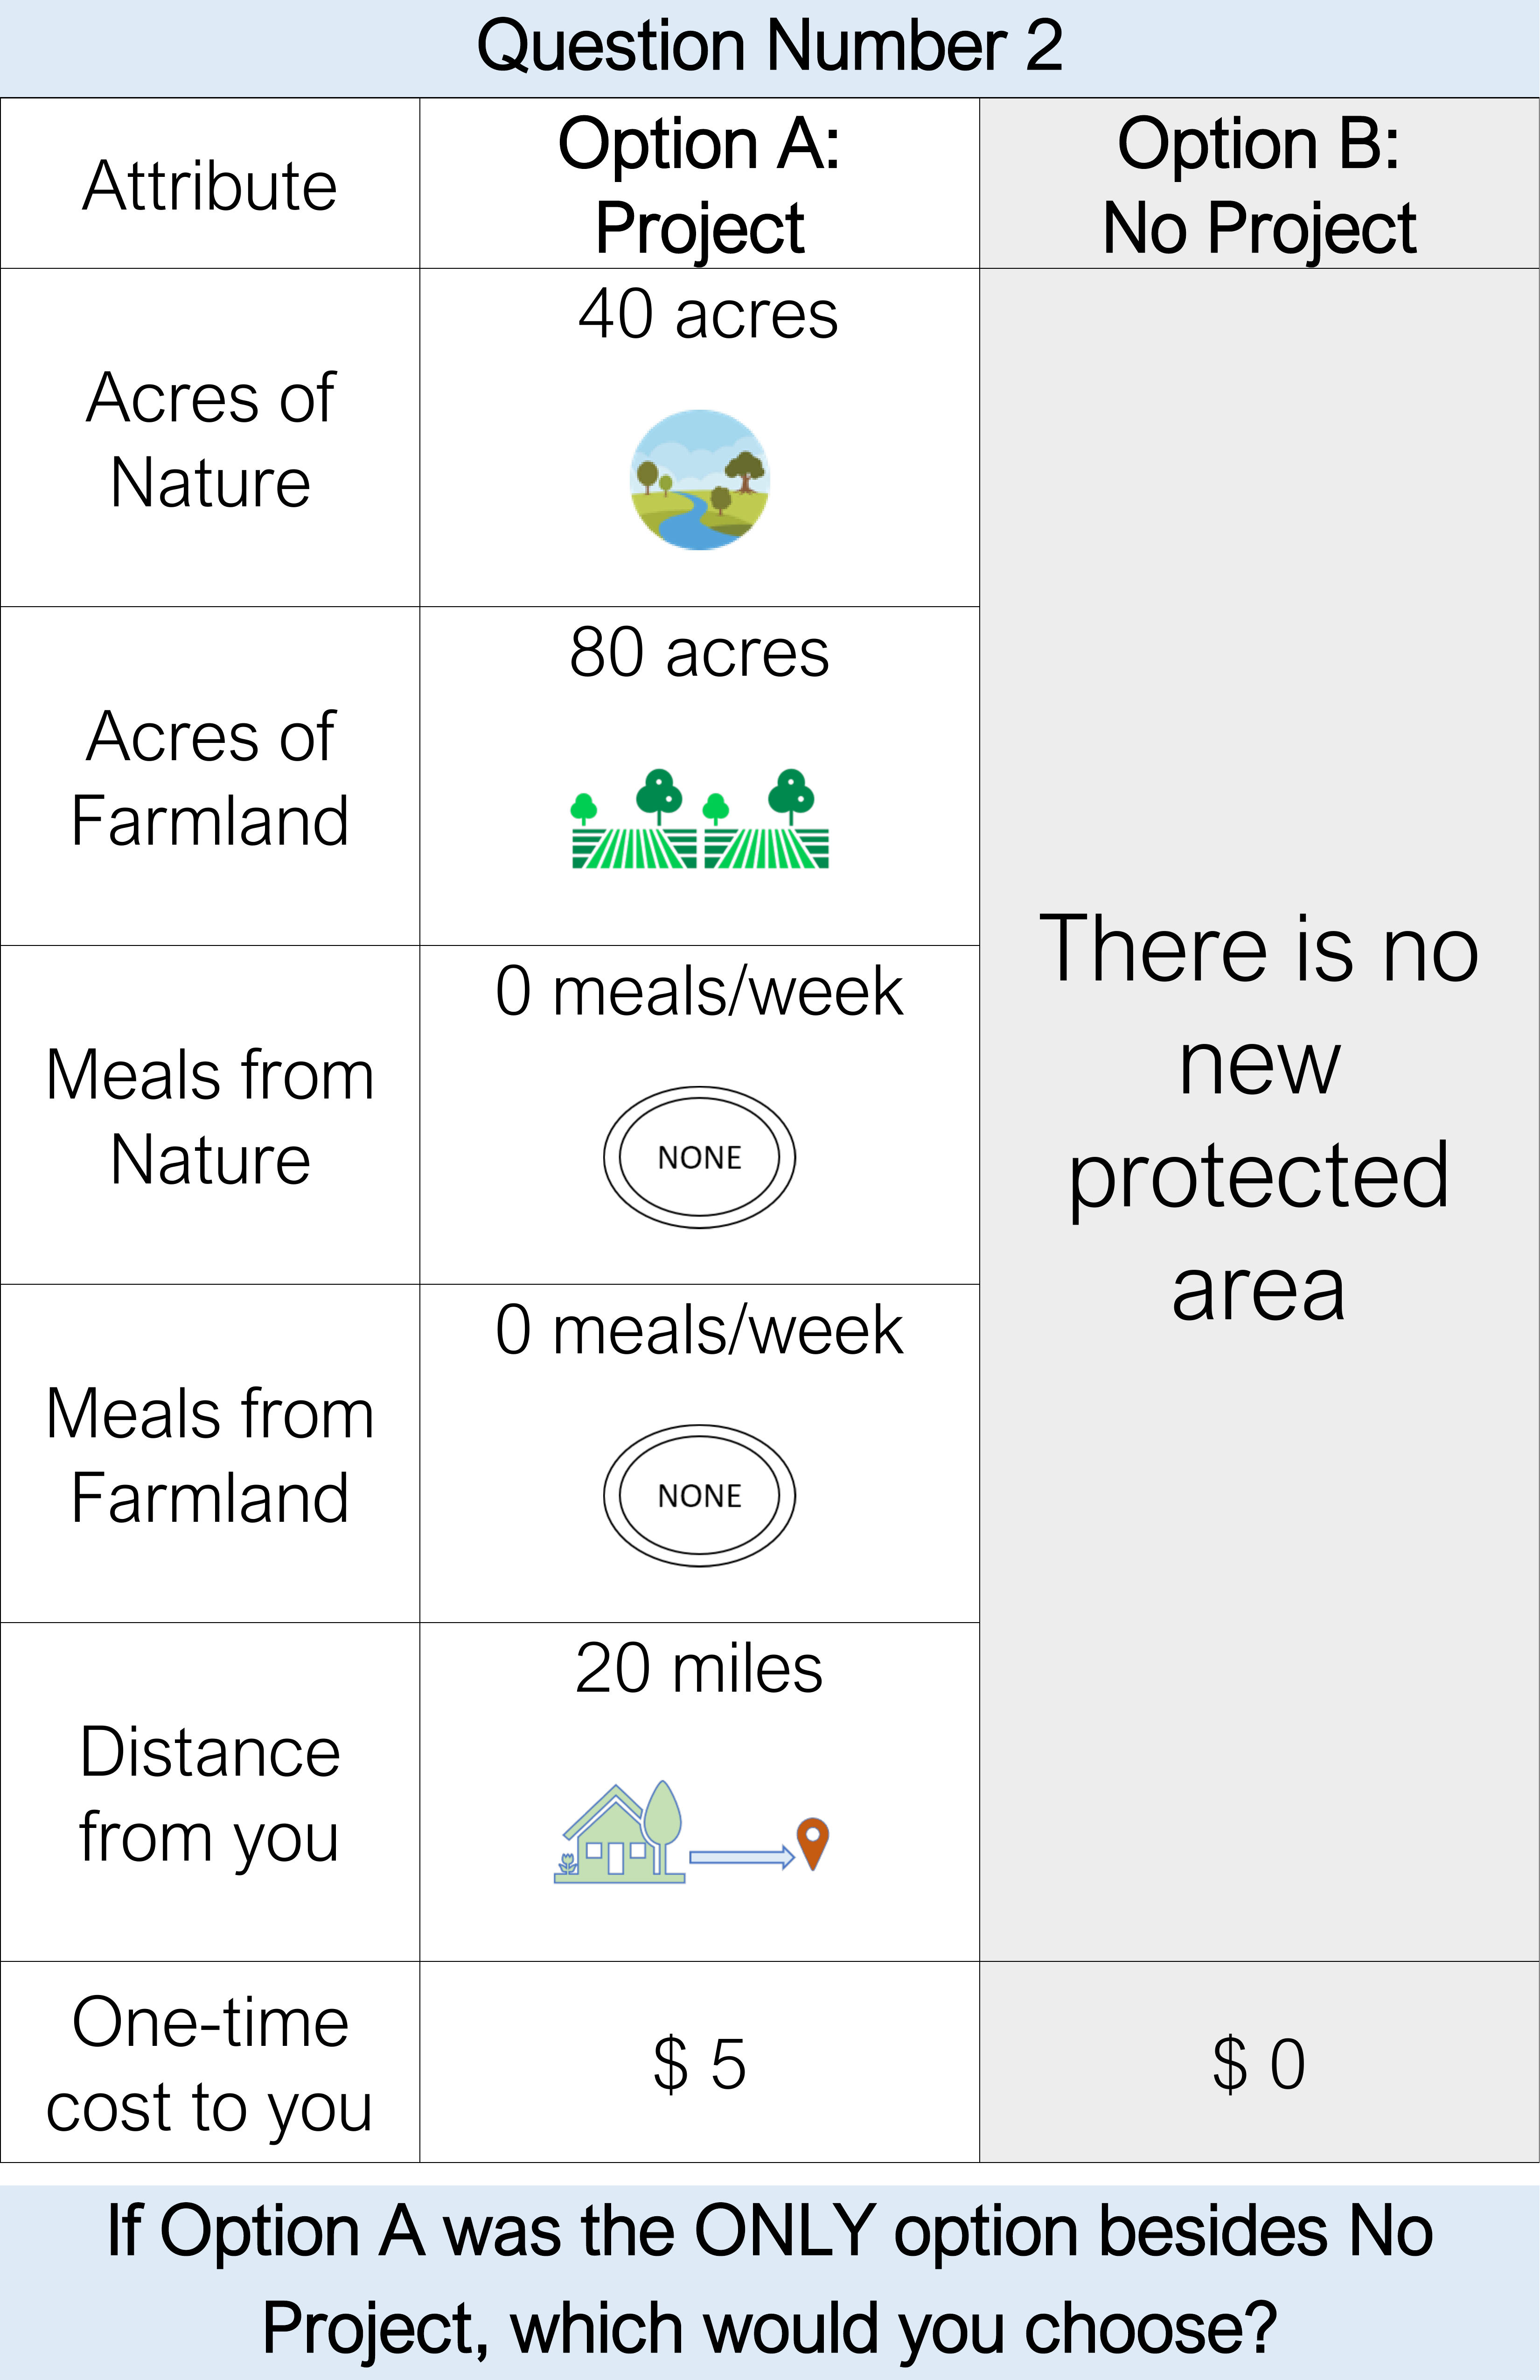 Question Number 2
Attribute
Option A:
Project
Option B:
No Project
Acres of
Nature
40 acres
Acres of
Farmland
80 acres
Meals from
Nature
0 meals/week
NONE
Meals from
Farmland
0 meals/week
NONE
Distance
from you
20 miles
There is no
new
protected
area
One-time
cost to you
$ 5
$ 0
If Option A was the ONLY option besides No
Project, which would you choose?